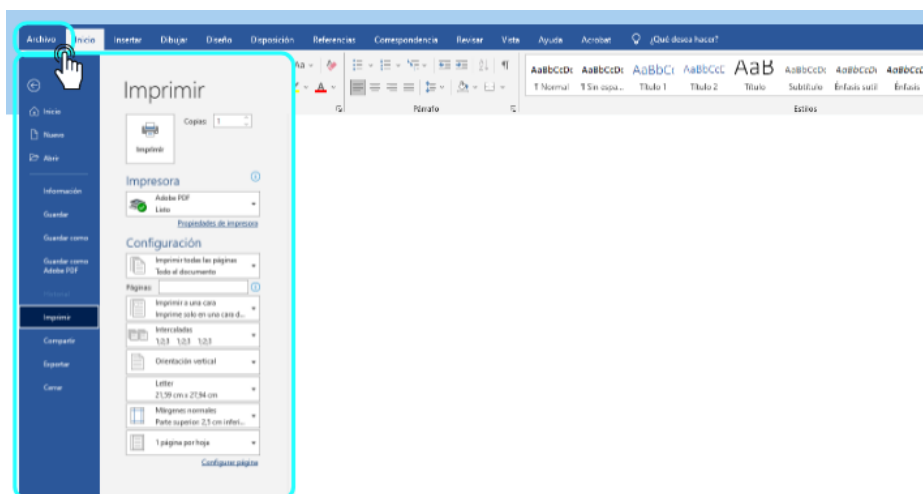 Archivo Inicio Insertar Dibujar Diseño Disposición Referencias Correspondencia Revisar Vista Ayuda Acrobat ¿Qué desea hacer?
Aa
AaBbCcDc AaBbCcDc AaBbCc AaBbCcC AaB AaBbCcDc AaBbCcDc AaBbCcDc
¶ Normal ¶ Sin espa... Título 1 Título 2 Título Subtítulo Énfasis sutil Énfasis
Párrafo
Estilos
Inicio
Nuevo
Abrir
Información
Guardar
Guardar como
Guardar como
Adobe PDF
Imprimir
Compartir
Exportar
Cerrar
Imprimir
Copias: 1
Imprimir
Impresora
Adobe PDF
Listo
Propiedades de impresora
Configuración
Imprimir todas las páginas
Todo el documento
Páginas:
Imprimir a una cara
Imprime solo en una cara d...
Intercaladas
1,2,3 1,2,3 1,2,3
Orientación vertical
Letter
21,59 cm x 27,94 cm
Márgenes normales
Parte superior: 2,5 cm Inferi...
1 página por hoja
Configurar página